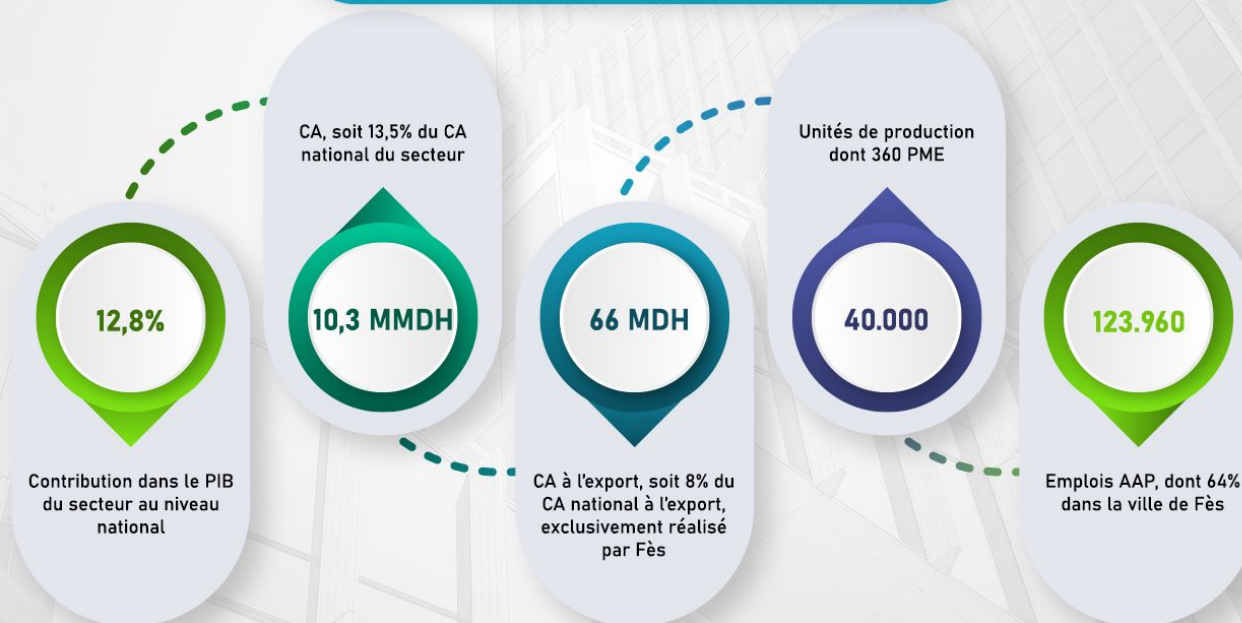 12,8%
Contribution dans le PIB
du secteur au niveau
national
CA, soit 13,5% du CA
national du secteur
10,3 MMDH
66 MDH
CA à l'export, soit 8% du
CA national à l'export,
exclusivement réalisé
par Fès
Unités de production
dont 360 PME
40.000
123.960
Emplois AAP, dont 64%
dans la ville de Fès